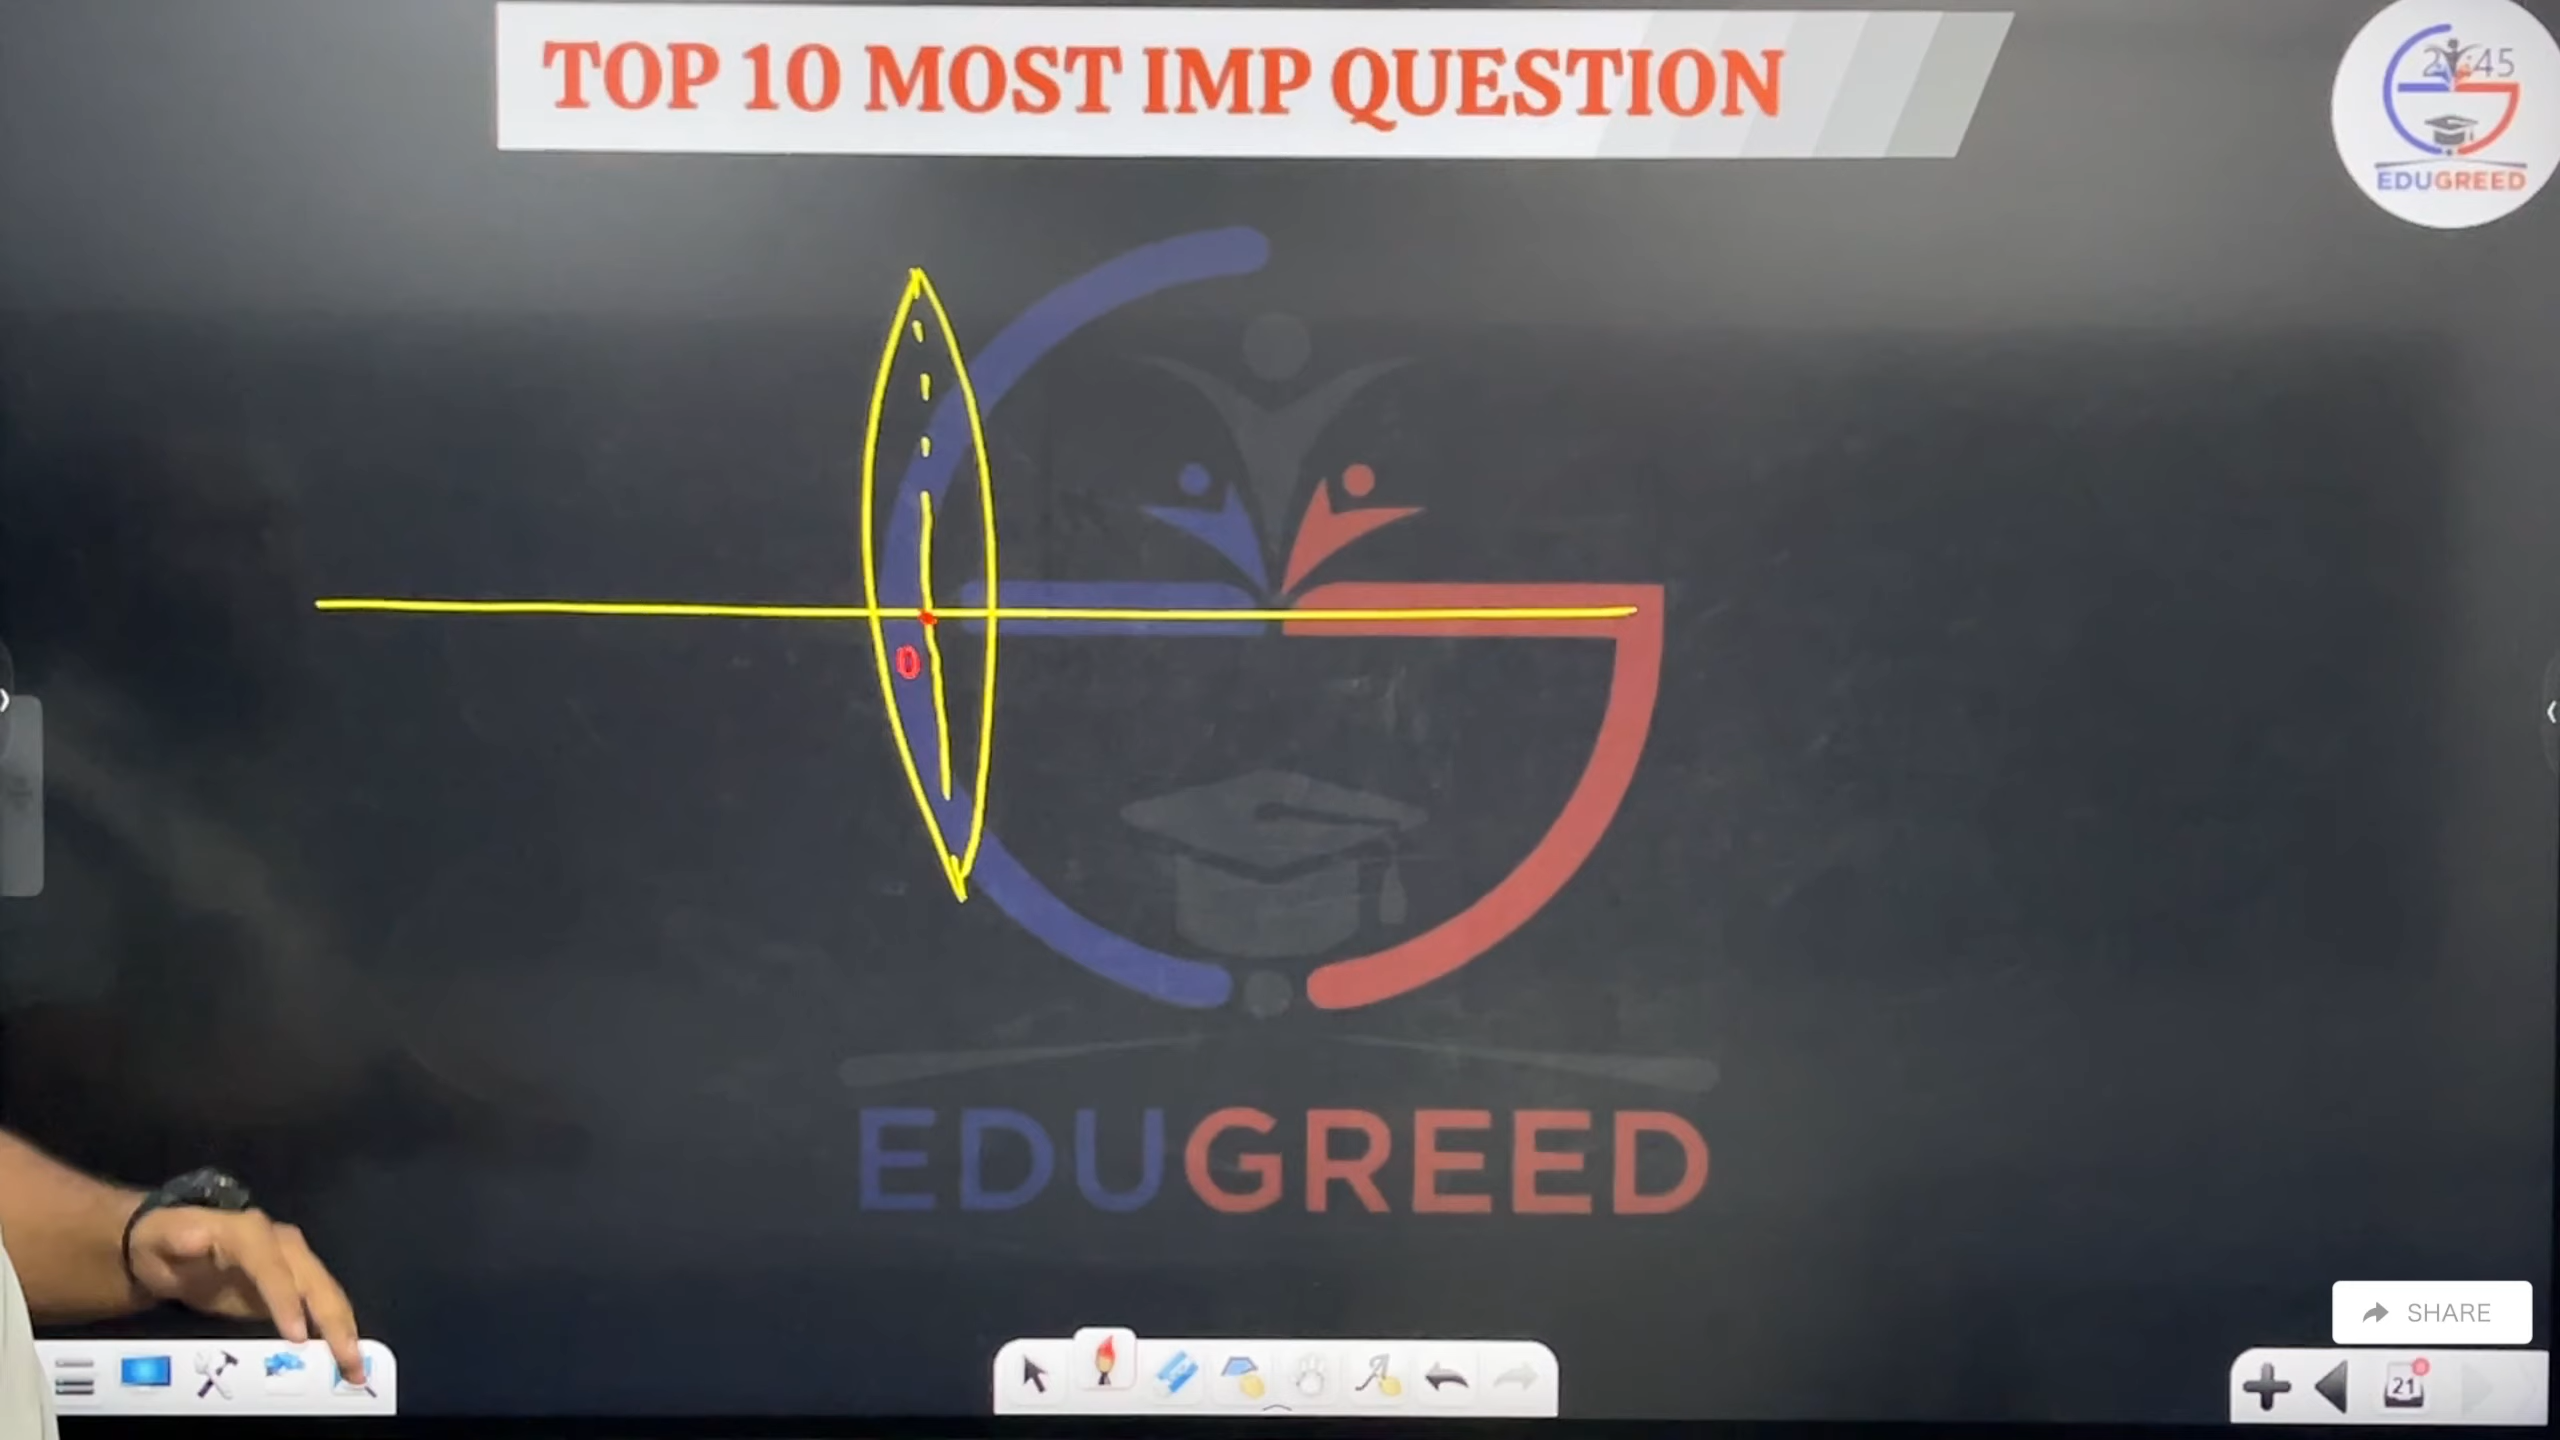 TOP 10 MOST IMP QUESTION
EDUGREED
O
EDUGREED
SHARE
21